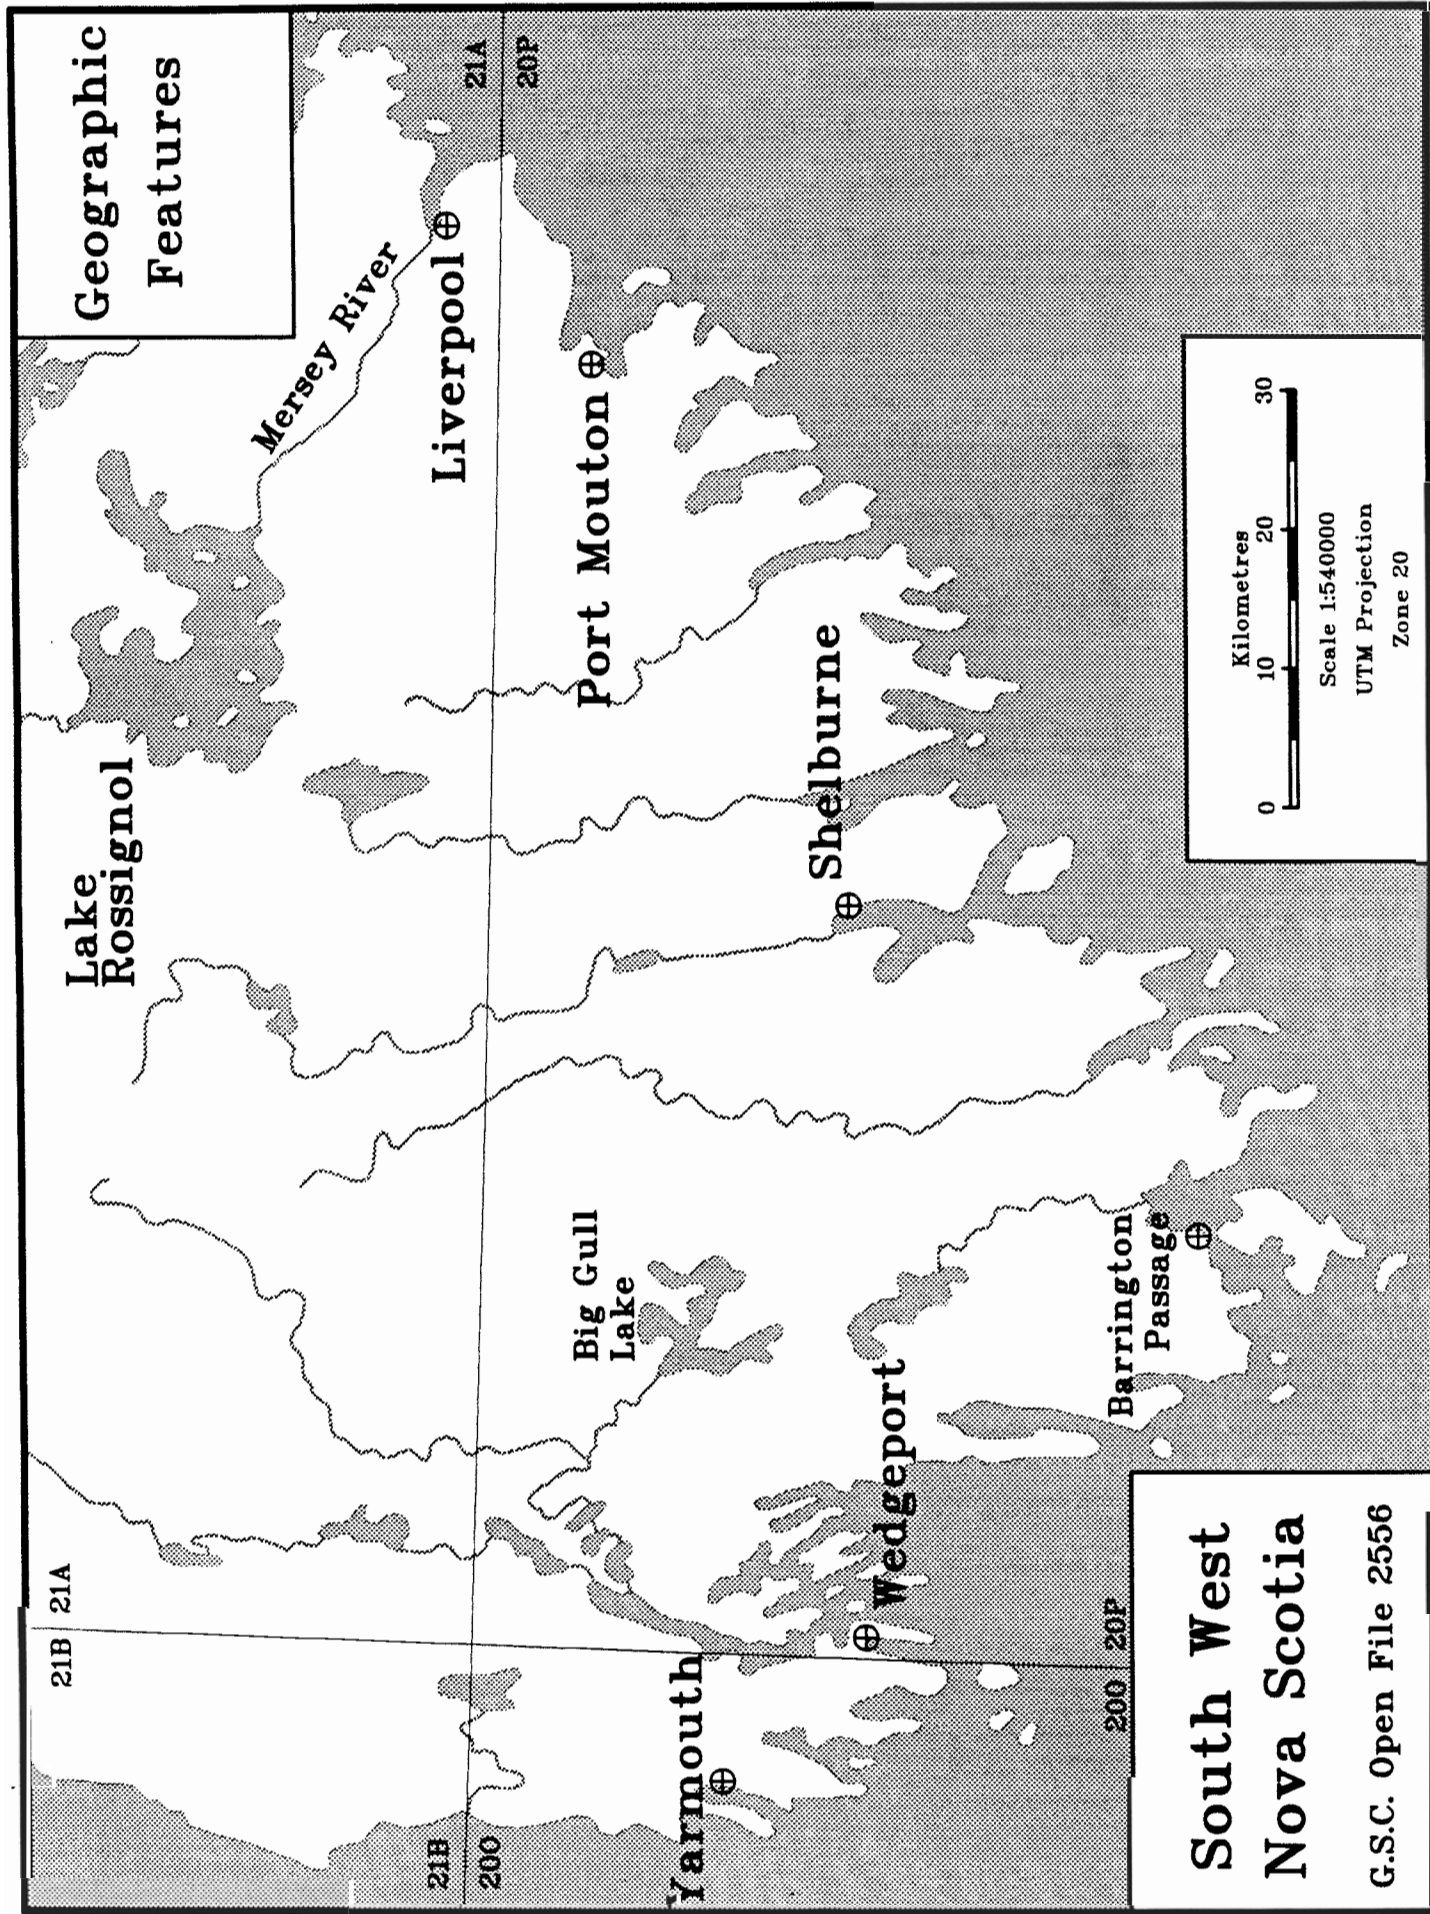 Geographic
Features
21A
20P
Mersey River
Liverpool
Port Mouton
Lake
Rossignol
Shelburne
Big Gull
Lake
Barrington
Passage
Wedgeport
Yarmouth
21B 21A
21B
20O
20O 20P
Kilometres
0 10 20 30
Scale 1:540000
UTM Projection
Zone 20
South West
Nova Scotia
G.S.C. Open File 2556